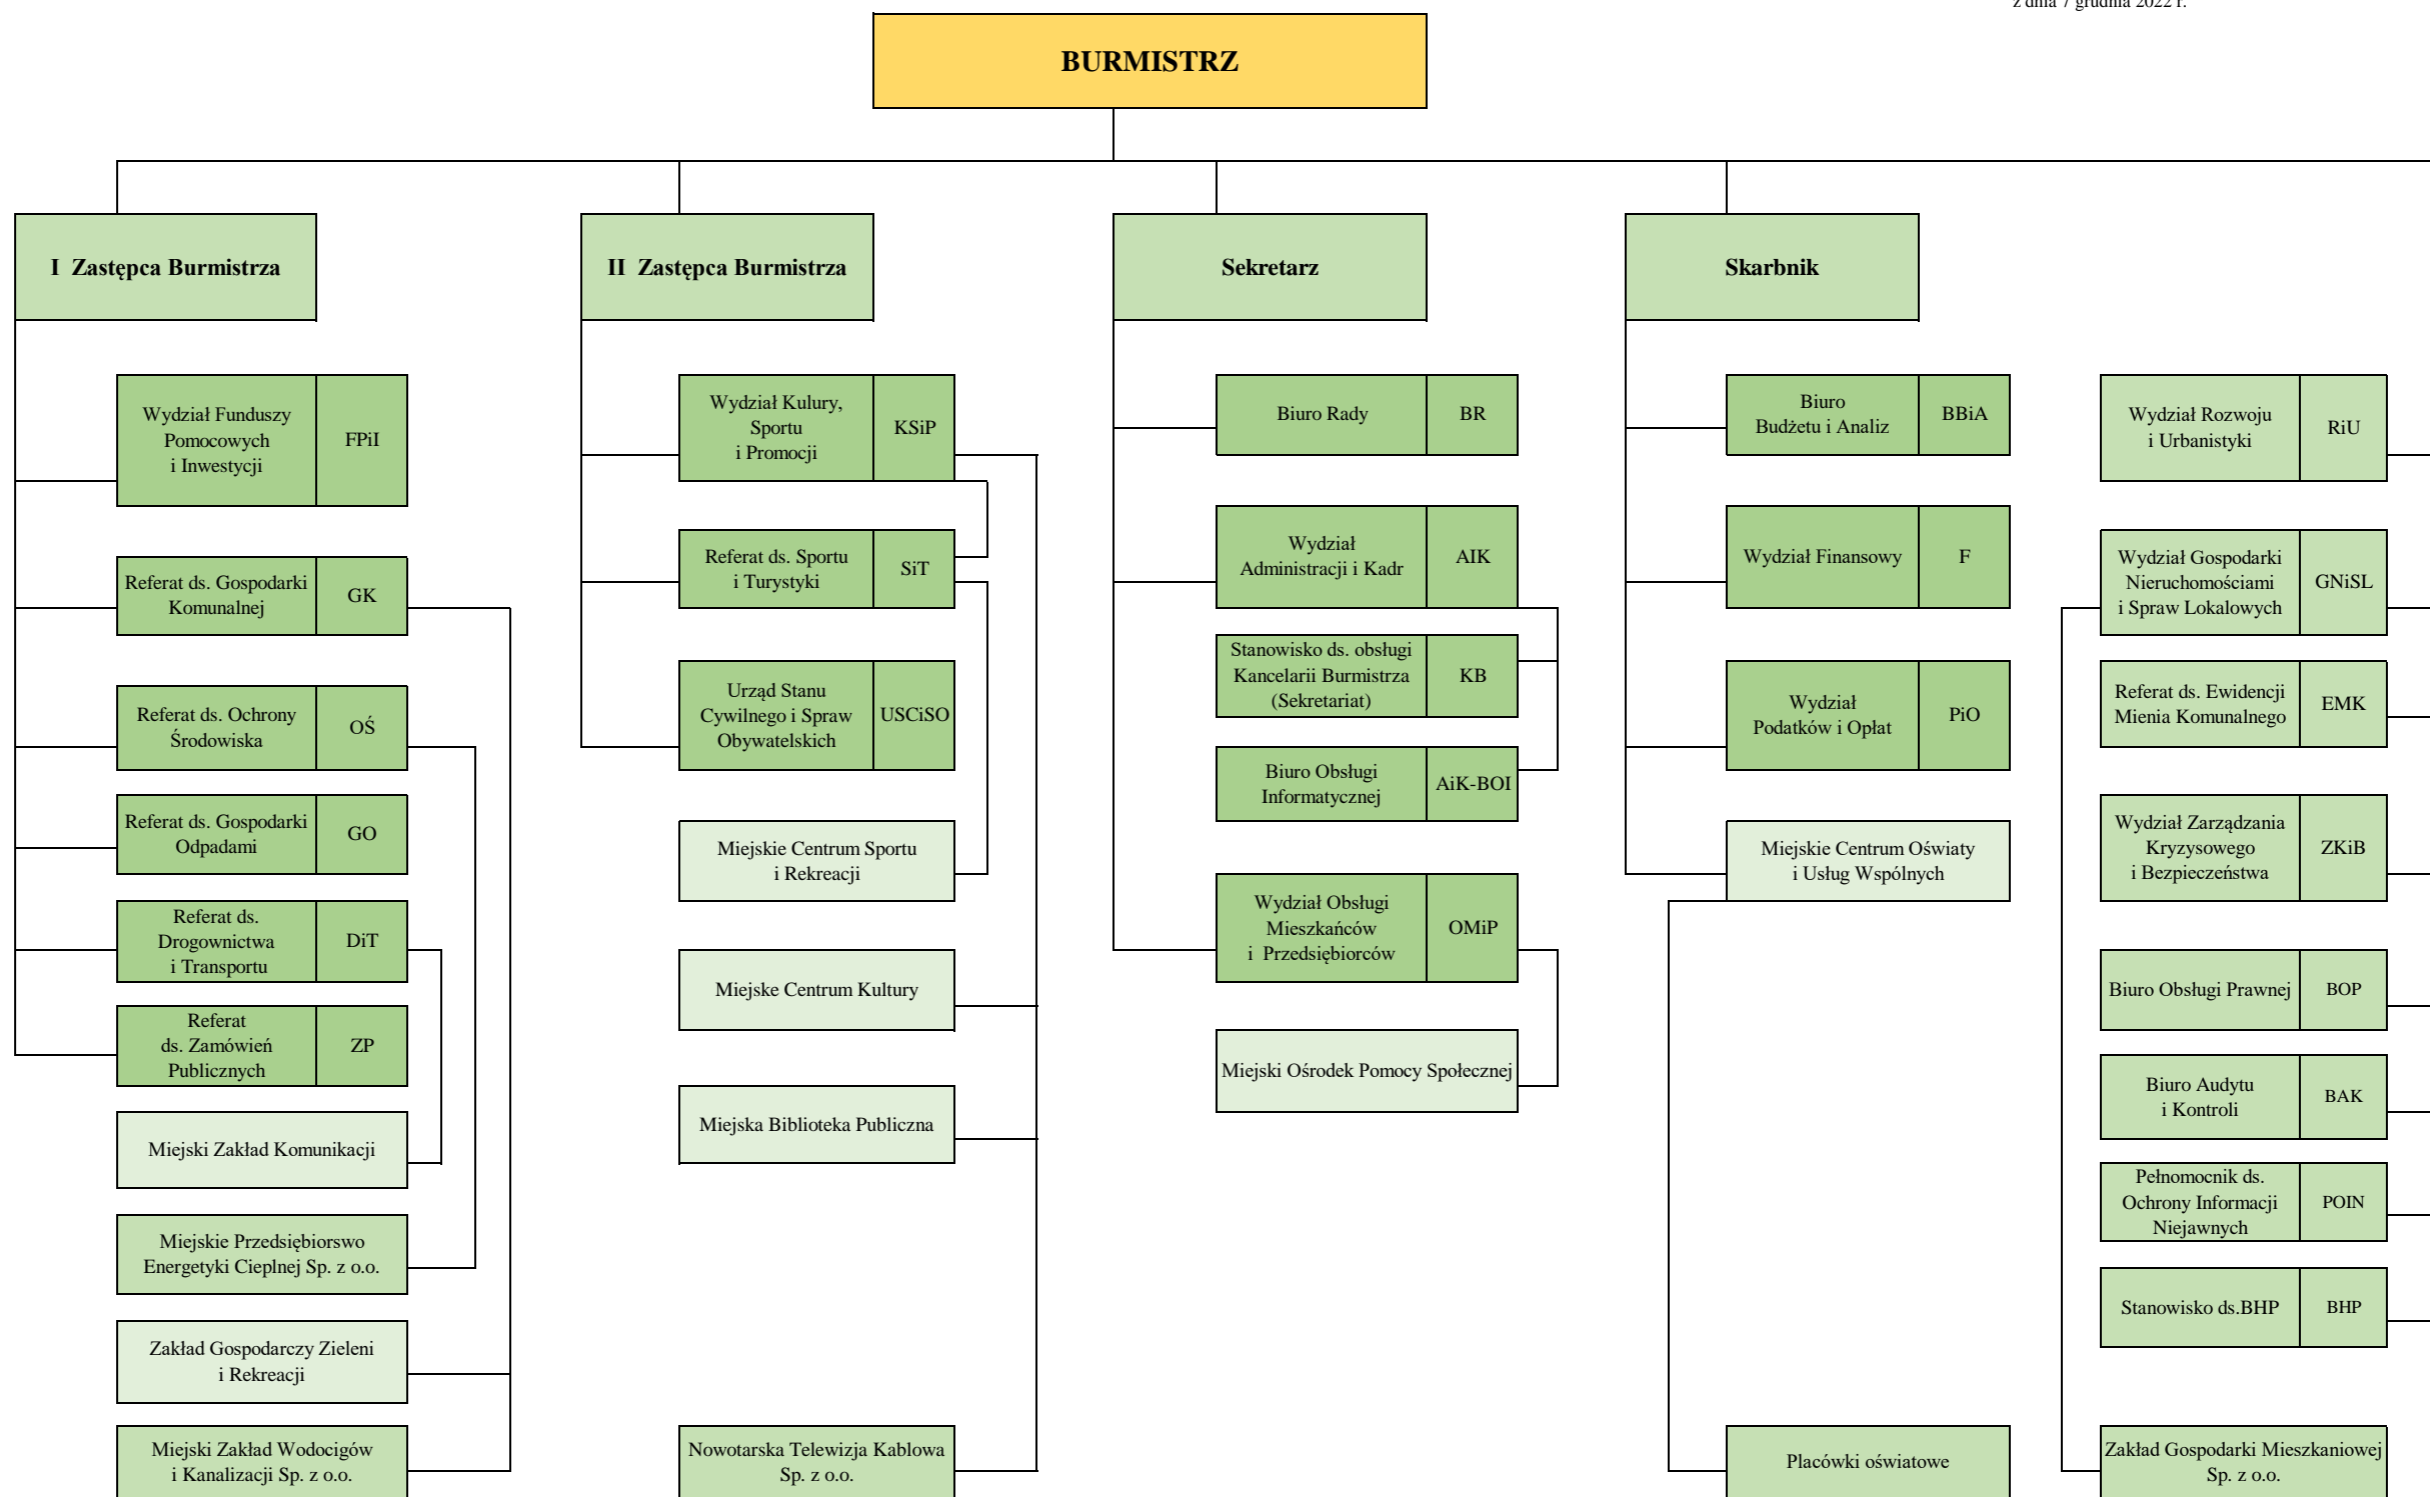 z dnia 7 grudnia 2022 r.
BURMISTRZ
I Zastępca Burmistrza
II Zastępca Burmistrza
Sekretarz
Skarbnik
Wydział Funduszy
Pomocowych
i Inwestycji
FPiI
Referat ds. Gospodarki
Komunalnej
GK
Referat ds. Ochrony
Środowiska
OŚ
Referat ds. Gospodarki
Odpadami
GO
Referat ds.
Drogownictwa
i Transportu
DiT
Referat
ds. Zamówień
Publicznych
ZP
Miejski Zakład Komunikacji
Miejskie Przedsiębiorswo
Energetyki Cieplnej Sp. z o.o.
Zakład Gospodarczy Zieleni
i Rekreacji
Miejski Zakład Wodocigów
i Kanalizacji Sp. z o.o.
Wydział Kulury,
Sportu
i Promocji
KSiP
Referat ds. Sportu
i Turystyki
SiT
Urząd Stanu
Cywilnego i Spraw
Obywatelskich
USCiSO
Miejskie Centrum Sportu
i Rekreacji
Miejske Centrum Kultury
Miejska Biblioteka Publiczna
Nowotarska Telewizja Kablowa
Sp. z o.o.
Biuro Rady
BR
Wydział
Administracji i Kadr
AIK
Stanowisko ds. obsługi
Kancelarii Burmistrza
(Sekretariat)
KB
Biuro Obsługi
Informatycznej
AiK-BOI
Wydział Obsługi
Mieszkańców
i Przedsiębiorców
OMiP
Miejski Ośrodek Pomocy Społecznej
Biuro
Budżetu i Analiz
BBiA
Wydział Finansowy
F
Wydział
Podatków i Opłat
PiO
Miejskie Centrum Oświaty
i Usług Wspólnych
Placówki oświatowe
Wydział Rozwoju
i Urbanistyki
RiU
Wydział Gospodarki
Nieruchomościami
i Spraw Lokalowych
GNiSL
Referat ds. Ewidencji
Mienia Komunalnego
EMK
Wydział Zarządzania
Kryzysowego
i Bezpieczeństwa
ZKiB
Biuro Obsługi Prawnej
BOP
Biuro Audytu
i Kontroli
BAK
Pełnomocnik ds.
Ochrony Informacji
Niejawnych
POIN
Stanowisko ds.BHP
BHP
Zakład Gospodarki Mieszkaniowej
Sp. z o.o.